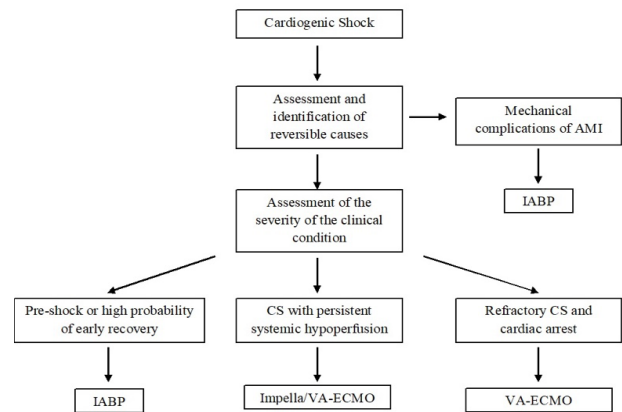 Cardiogenic Shock
Assessment and
identification of
reversible causes
Mechanical
complications of AMI
IABP
Assessment of the
severity of the clinical
condition
Pre-shock or high probability
of early recovery
CS with persistent
systemic hypoperfusion
Refractory CS and
cardiac arrest
IABP
Impella/VA-ECMO
VA-ECMO